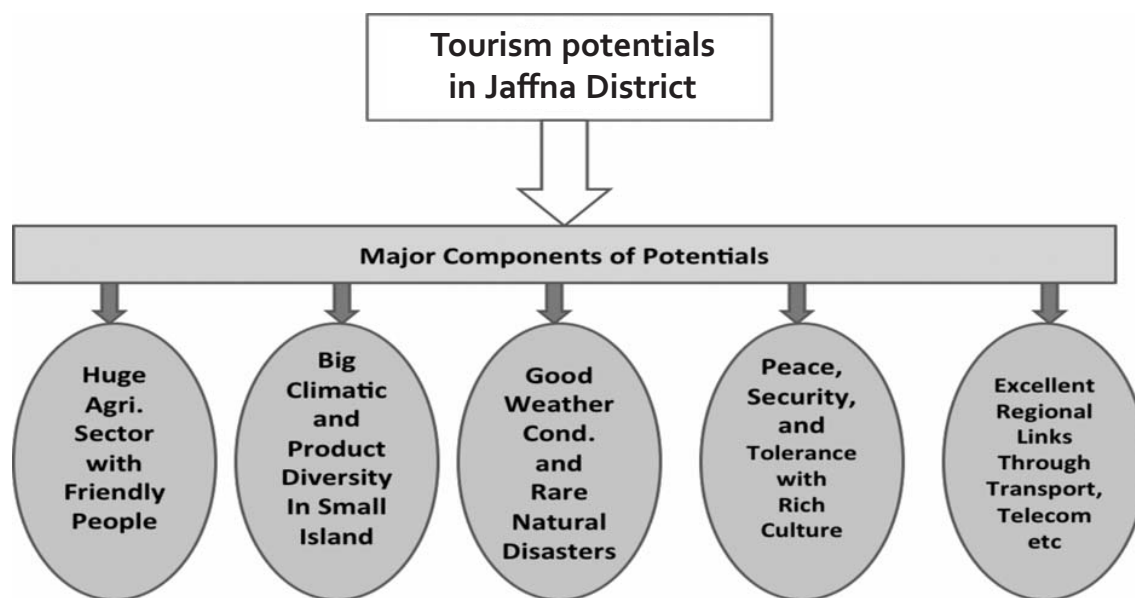 Tourism potentials
in Jaffna District
Major Components of Potentials
Huge
Agri.
Sector
with
Friendly
People
Big
Climatic
and
Product
Diversity
In Small
Island
Good
Weather
Cond.
and
Rare
Natural
Disasters
Peace,
Security,
and
Tolerance
with
Rich
Culture
Excellent
Regional
Links
Through
Transport,
Telecom
etc